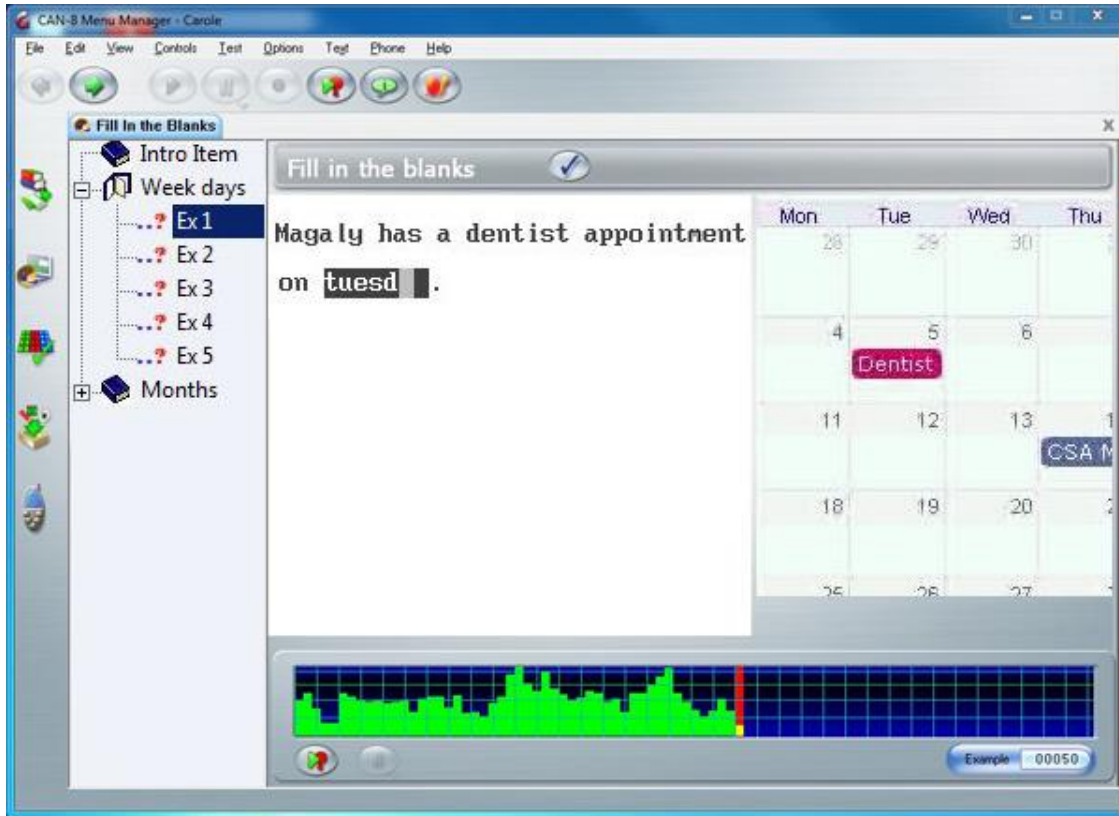 CAN-8 Menu Manager - Carole
File Edit View Controls Test Options Text Phone Help
Fill In the Blanks
Intro Item
Week days
Ex 1
Ex 2
Ex 3
Ex 4
Ex 5
Months
Fill in the blanks
Magaly has a dentist appointment
on tuesd .
Mon Tue Wed Thu
28 29 30
4 5 6
Dentist
11 12 13 1
CSA M
18 19 20
25 26 27
Example 00050